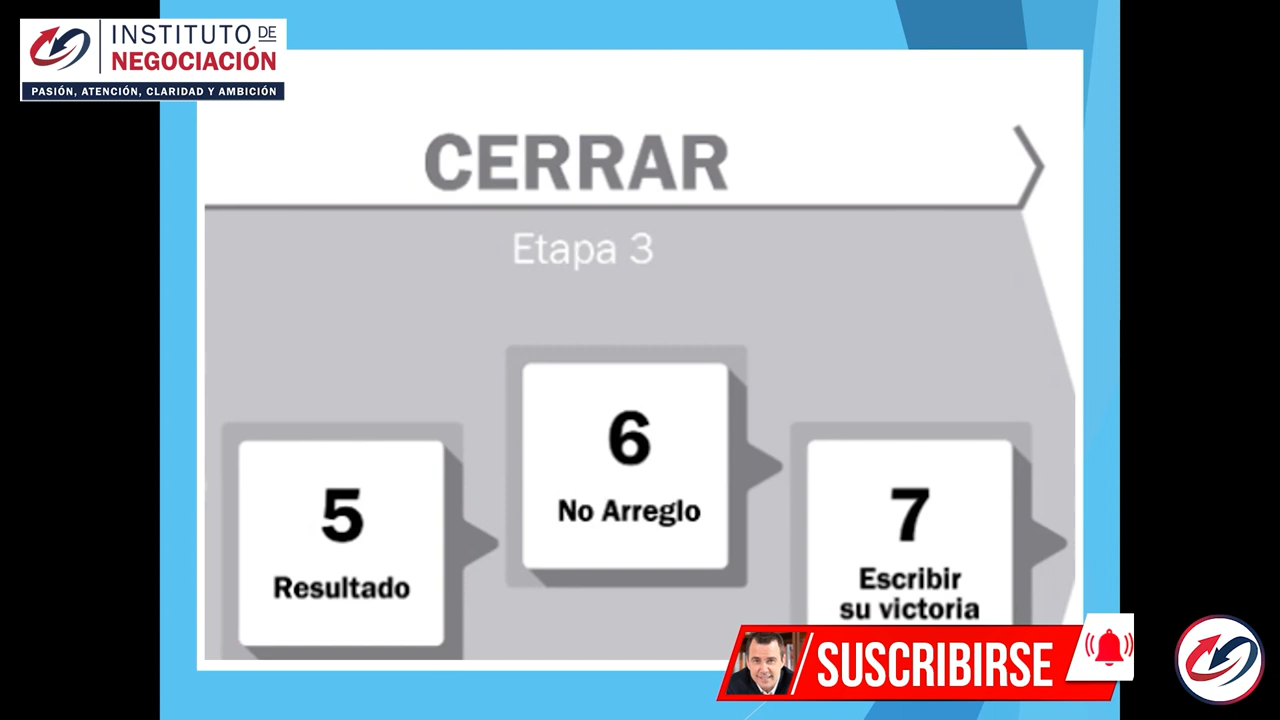 INSTITUTO DE
NEGOCIACIÓN
PASIÓN, ATENCIÓN, CLARIDAD Y AMBICIÓN
CERRAR
Etapa 3
5
Resultado
6
No Arreglo
7
Escribir
su victoria
SUSCRIBIRSE